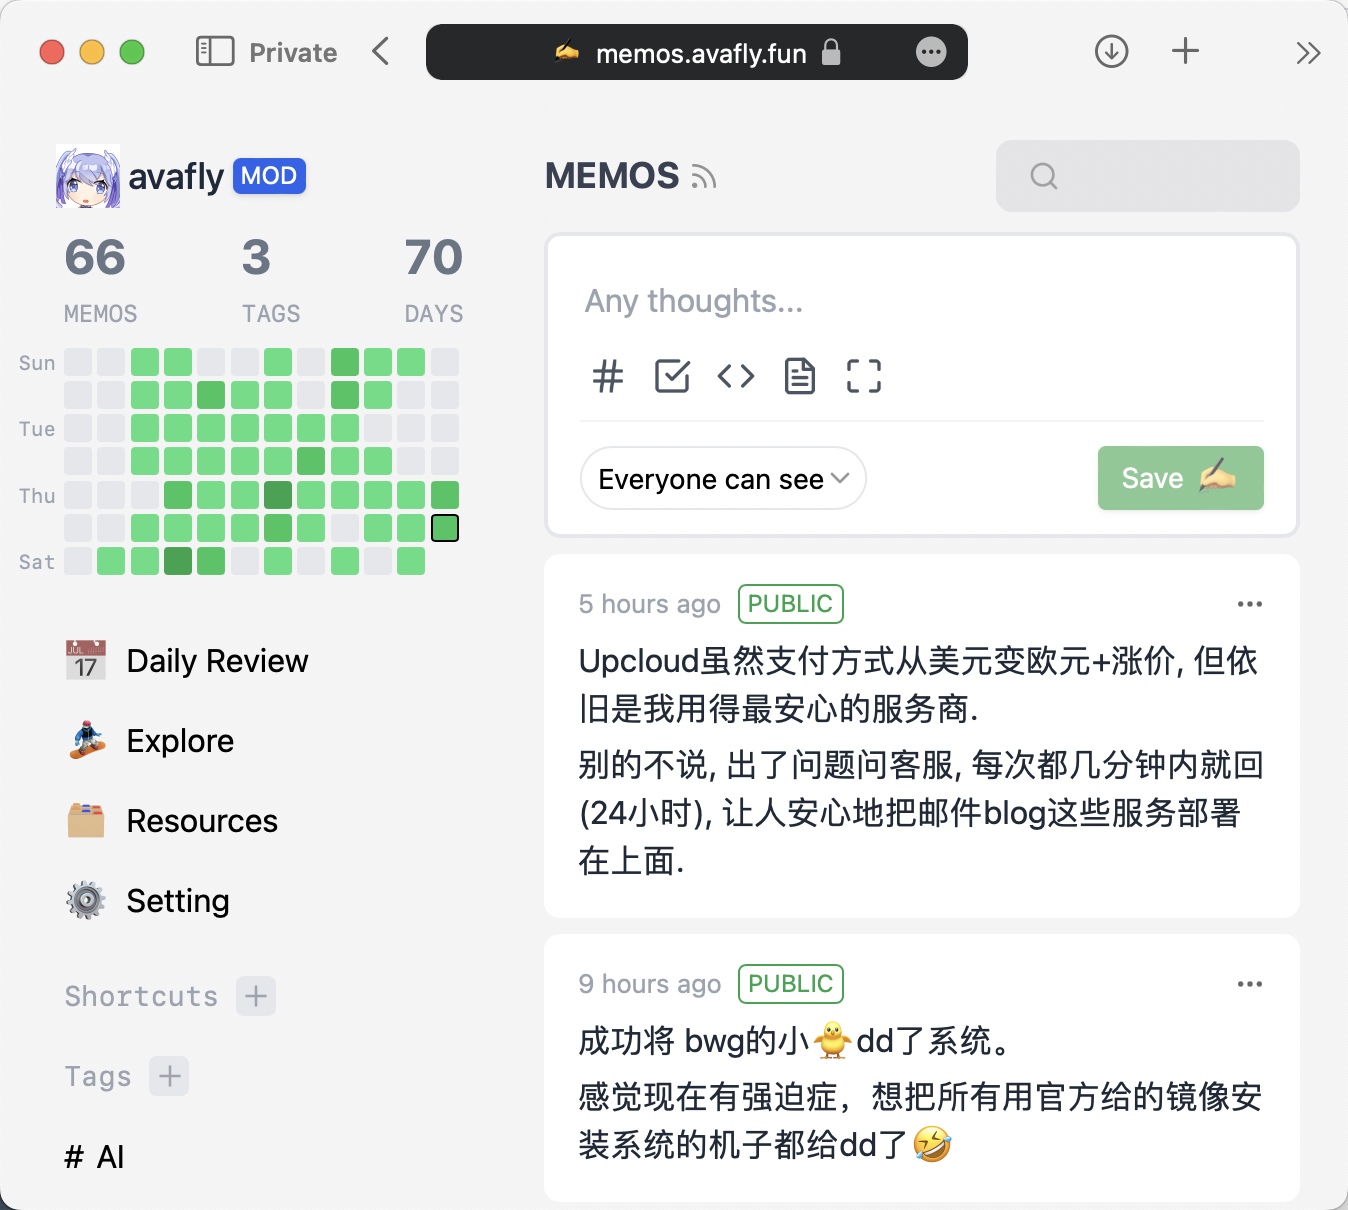 Private
memos.avafly.fun
avafly MOD
66 3 70
MEMOS TAGS DAYS
Sun
Tue
Thu
Sat
JUL
17
Daily Review
Explore
Resources
Setting
Shortcuts
Tags
# AI
MEMOS
Any thoughts...
Everyone can see
Save
5 hours ago PUBLIC
Upcloud虽然支付方式从美元变欧元+涨价, 但依
旧是我用得最安心的服务商.
别的不说, 出了问题问客服, 每次都几分钟内就回
(24小时), 让人安心地把邮件blog这些服务部署
在上面.
9 hours ago PUBLIC
成功将 bwg的小🐥dd了系统。
感觉现在有强迫症，想把所有用官方给的镜像安
装系统的机子都给dd了🤣